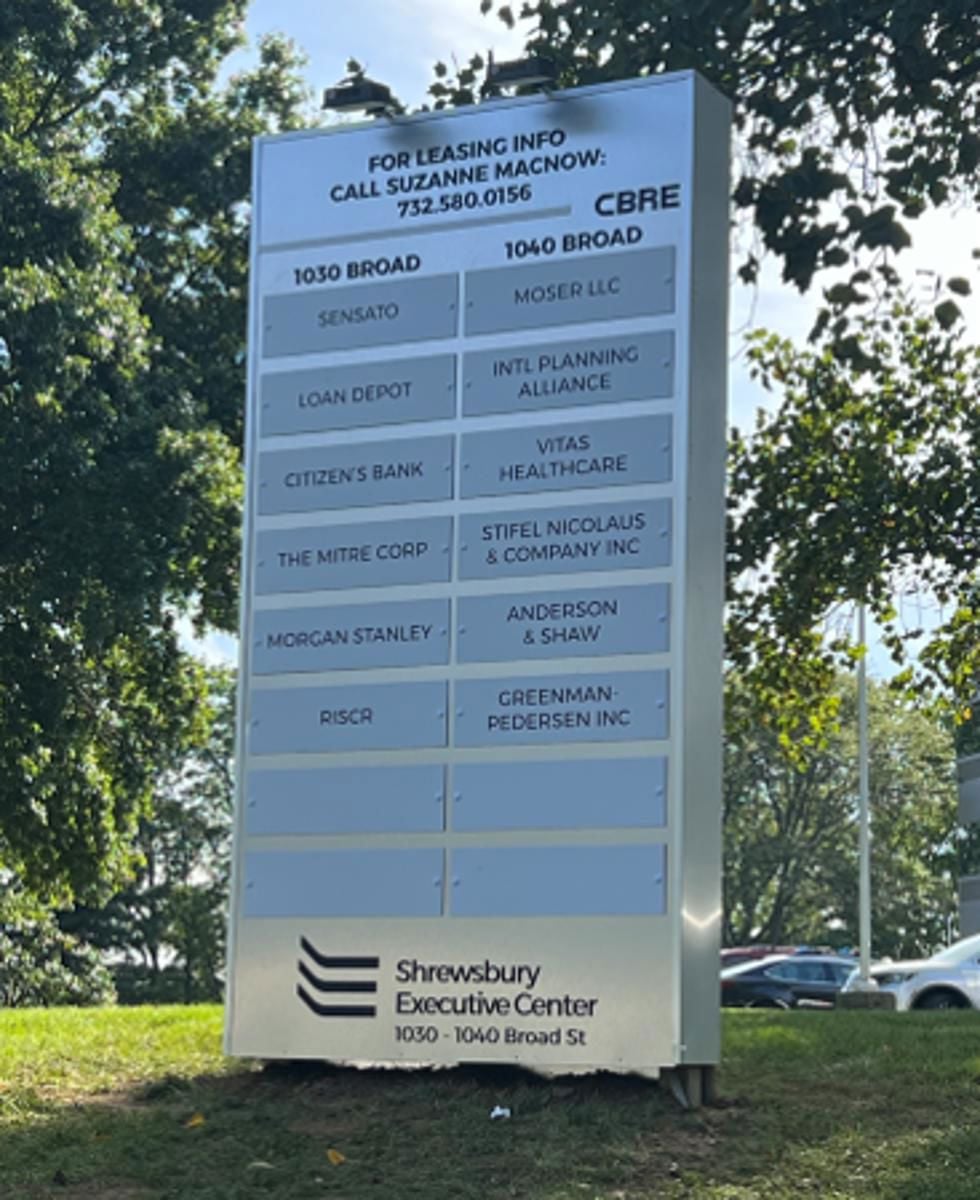 FOR LEASING INFO
CALL SUZANNE MACNOW:
732.580.0156
CBRE
1030 BROAD
SENSATO
LOAN DEPOT
CITIZEN'S BANK
THE MITRE CORP
MORGAN STANLEY
RISCR
1040 BROAD
MOSER LLC
INTL PLANNING
ALLIANCE
VITAS
HEALTHCARE
STIFEL NICOLAUS
& COMPANY INC
ANDERSON
& SHAW
GREENMAN-
PEDERSEN INC
Shrewsbury
Executive Center
1030 - 1040 Broad St